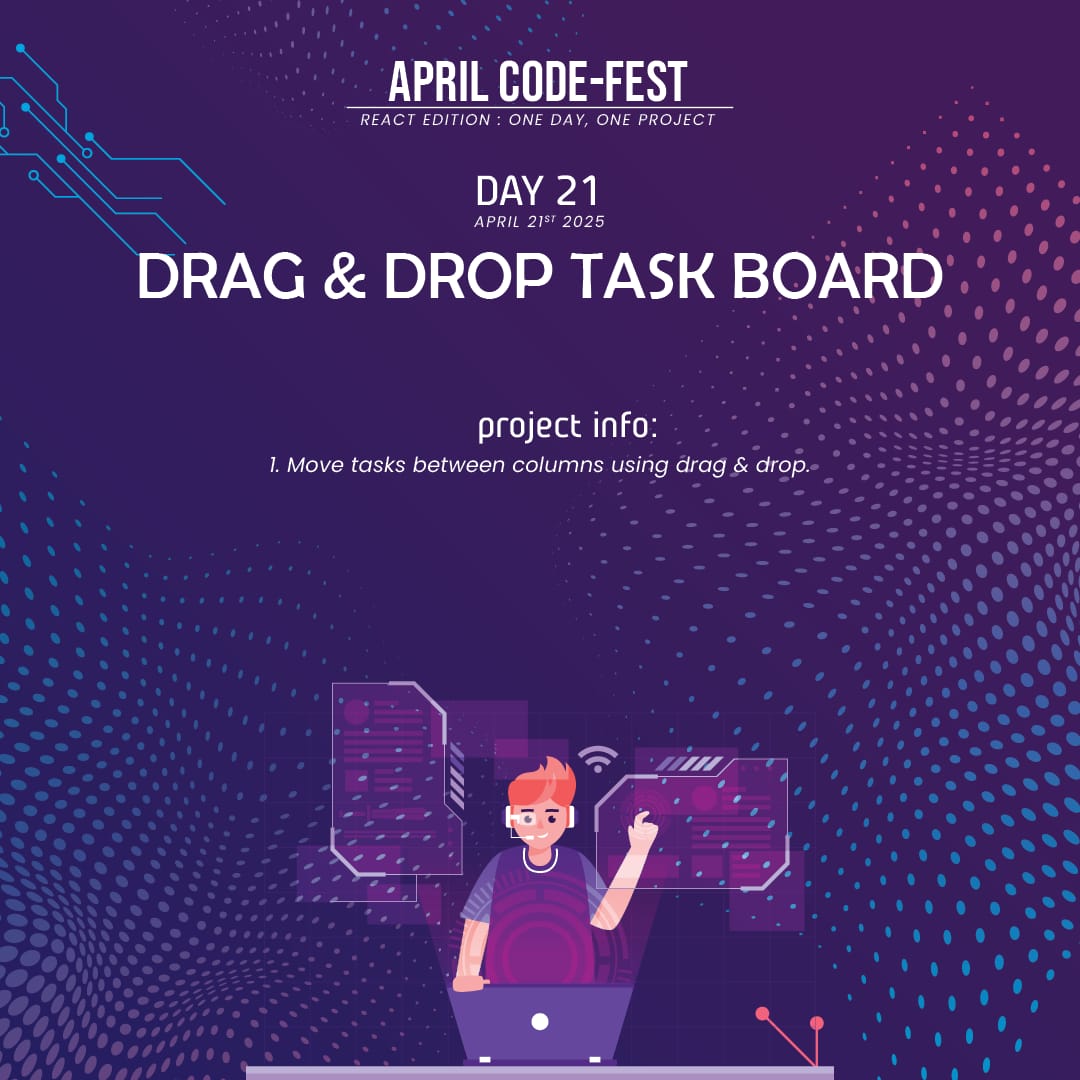 APRIL CODE-FEST
REACT EDITION : ONE DAY, ONE PROJECT
DAY 21
APRIL 21ST 2025
DRAG & DROP TASK BOARD
project info:
1. Move tasks between columns using drag & drop.